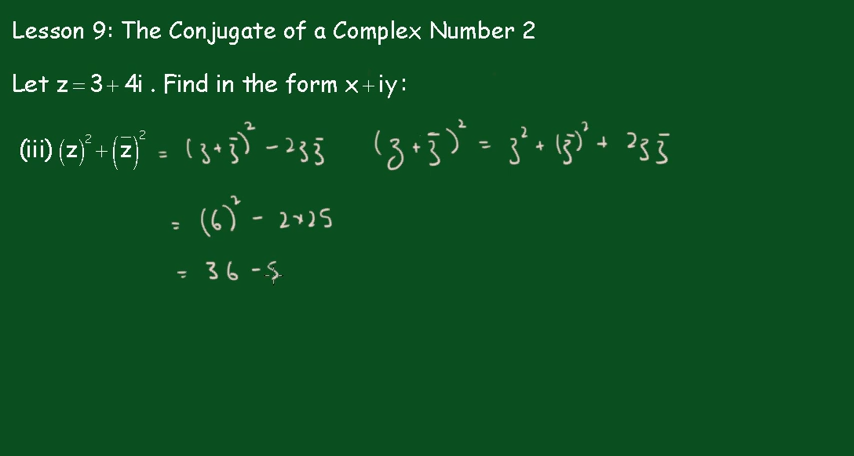 Lesson 9: The Conjugate of a Complex Number 2
Let z = 3 + 4i . Find in the form x + iy:
(iii) (z)² + (z̅)² = (z + z̅)² - 2zz̅ (z + z̅)² = z² + (z̅)² + 2zz̅
= (6)² - 2×25
= 36 - 5